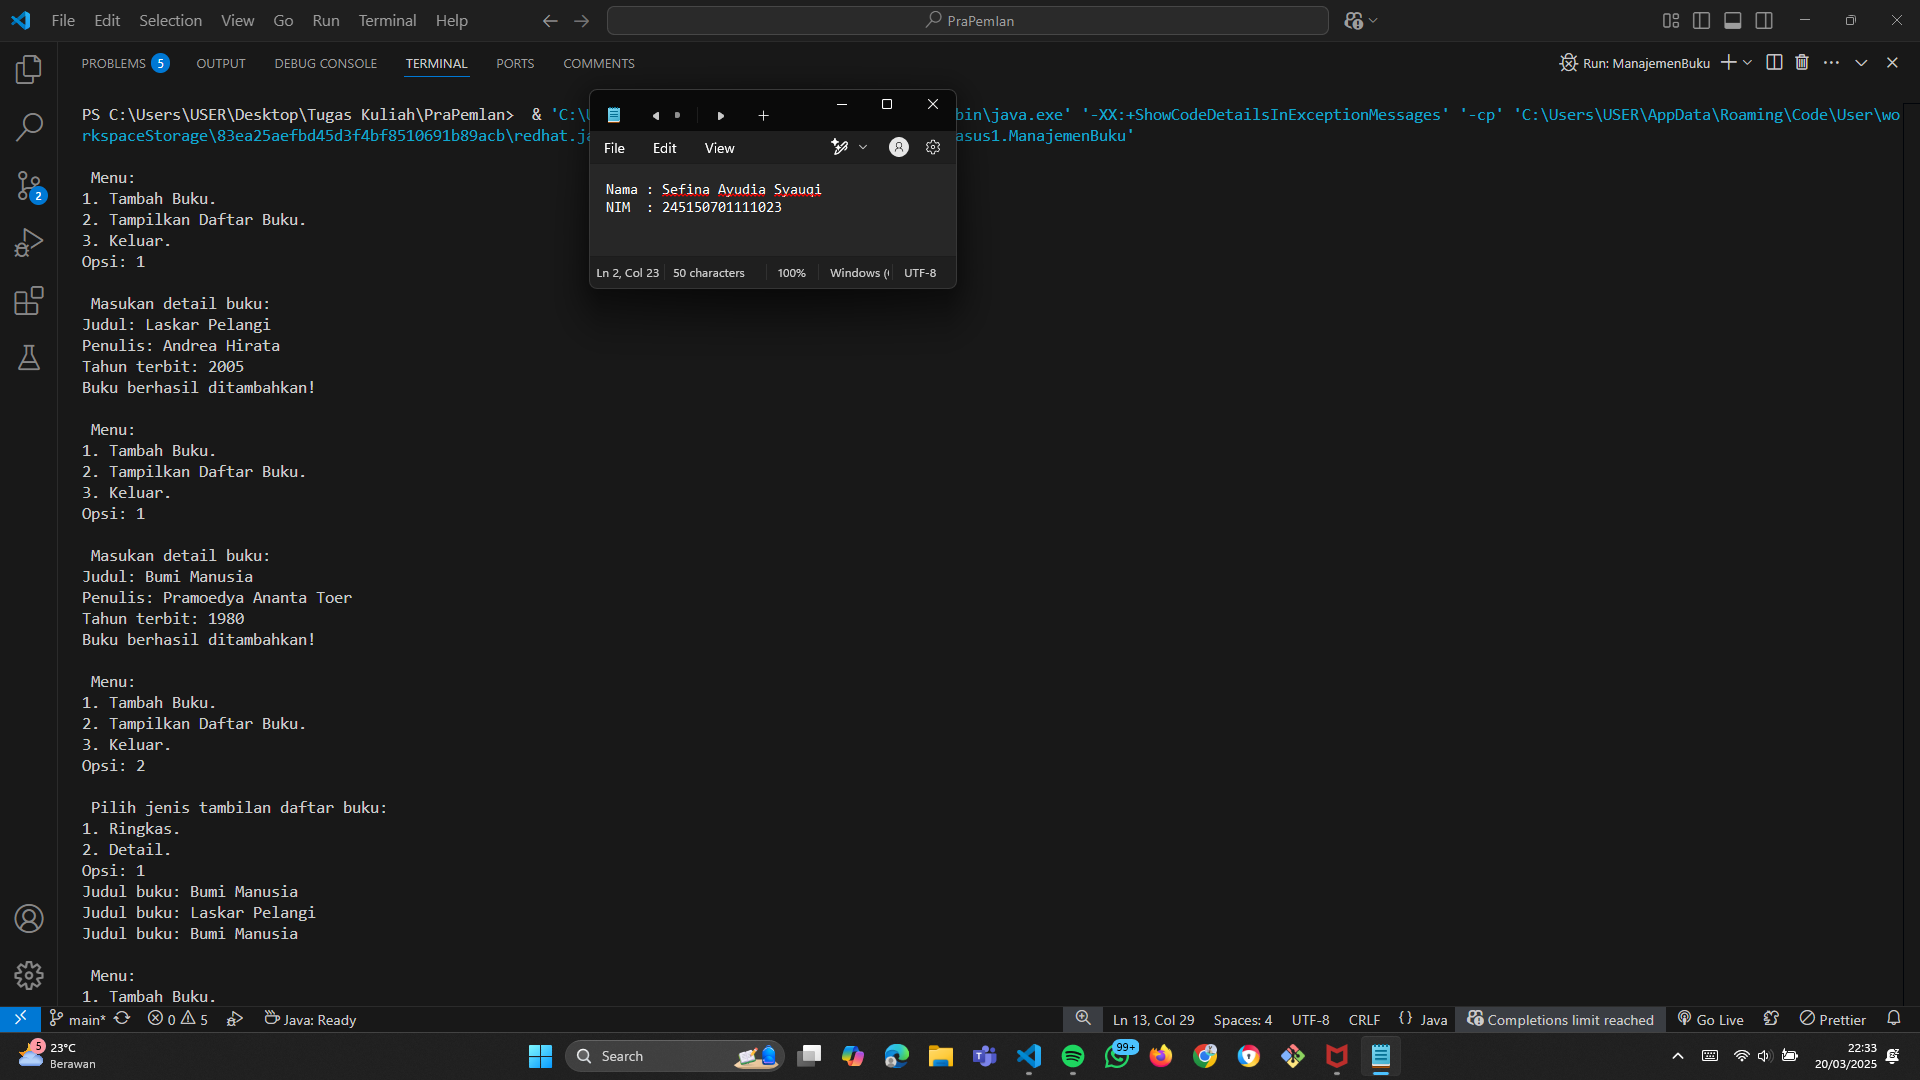 File Edit Selection View Go Run Terminal Help
PraPemlan
PROBLEMS 5 OUTPUT DEBUG CONSOLE TERMINAL PORTS COMMENTS
Run: ManajemenBuku
PS C:\Users\USER\Desktop\Tugas Kuliah\PraPemlan>  & 'C:\ bin\java.exe' '-XX:+ShowCodeDetailsInExceptionMessages' '-cp' 'C:\Users\USER\AppData\Roaming\Code\User\wo
rkspaceStorage\83ea25aefbd45d3f4bf8510691b89acb\redhat.ja asus1.ManajemenBuku'
File Edit View
Nama : Sefina Ayudia Syauqi
NIM  : 245150701111023
Ln 2, Col 23 50 characters 100% Windows ( UTF-8
Menu:
1. Tambah Buku.
2. Tampilkan Daftar Buku.
3. Keluar.
Opsi: 1
Masukan detail buku:
Judul: Laskar Pelangi
Penulis: Andrea Hirata
Tahun terbit: 2005
Buku berhasil ditambahkan!
Menu:
1. Tambah Buku.
2. Tampilkan Daftar Buku.
3. Keluar.
Opsi: 1
Masukan detail buku:
Judul: Bumi Manusia
Penulis: Pramoedya Ananta Toer
Tahun terbit: 1980
Buku berhasil ditambahkan!
Menu:
1. Tambah Buku.
2. Tampilkan Daftar Buku.
3. Keluar.
Opsi: 2
Pilih jenis tambilan daftar buku:
1. Ringkas.
2. Detail.
Opsi: 1
Judul buku: Bumi Manusia
Judul buku: Laskar Pelangi
Judul buku: Bumi Manusia
Menu:
1. Tambah Buku.
2
main* 0 5 Java: Ready Ln 13, Col 29 Spaces: 4 UTF-8 CRLF {} Java Completions limit reached Go Live Prettier
5 23°C
Berawan
Search
99+
22:33
20/03/2025